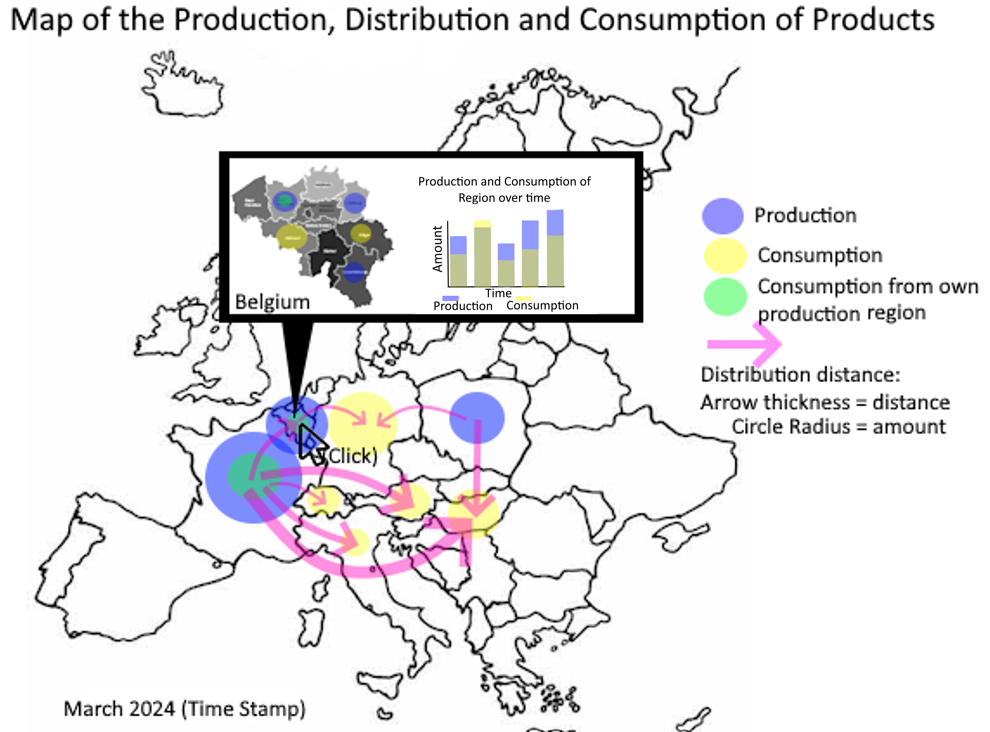 Map of the Production, Distribution and Consumption of Products
Production and Consumption of
Region over time
Amount
Time
Production Consumption
Belgium
Production
Consumption
Consumption from own
production region
Distribution distance:
Arrow thickness = distance
Circle Radius = amount
Click)
March 2024 (Time Stamp)